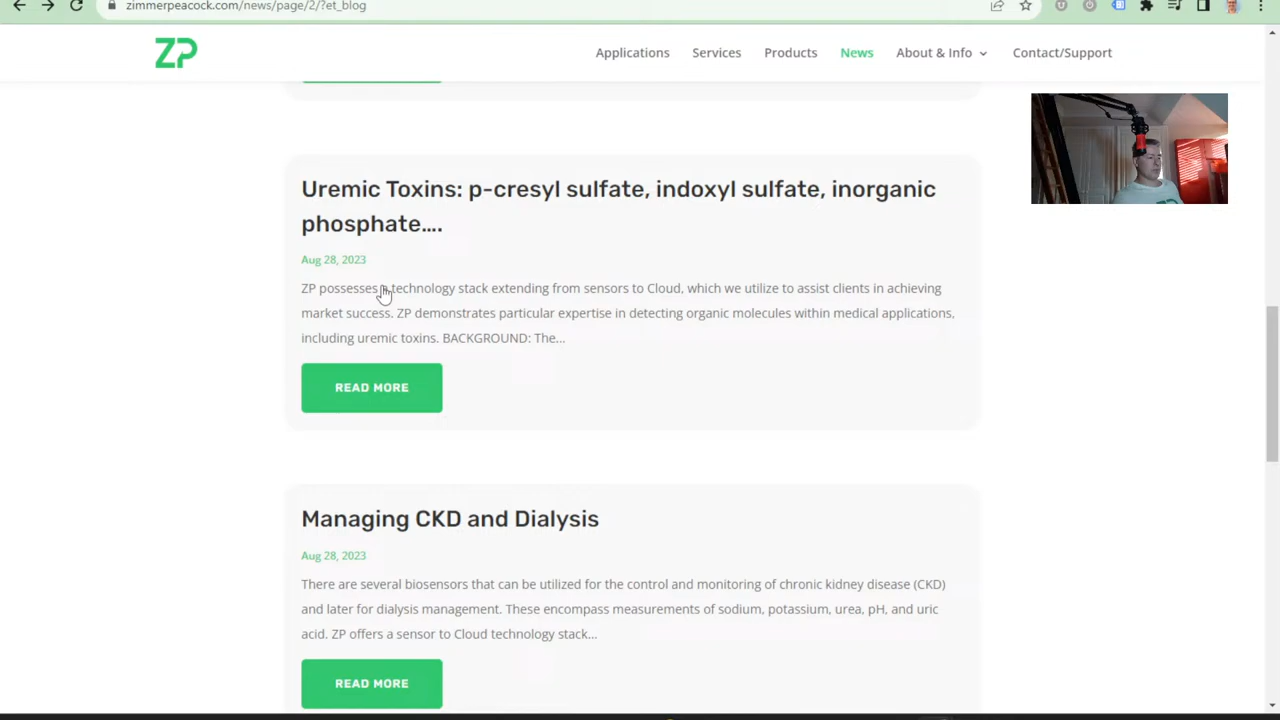 zimmerpeacock.com/news/page/2/?et_blog
ZP
Applications
Services
Products
News
About & Info
Contact/Support
Uremic Toxins: p-cresyl sulfate, indoxyl sulfate, inorganic
phosphate….
Aug 28, 2023
ZP possesses technology stack extending from sensors to Cloud, which we utilize to assist clients in achieving
market success. ZP demonstrates particular expertise in detecting organic molecules within medical applications,
including uremic toxins. BACKGROUND: The...
READ MORE
Managing CKD and Dialysis
Aug 28, 2023
There are several biosensors that can be utilized for the control and monitoring of chronic kidney disease (CKD)
and later for dialysis management. These encompass measurements of sodium, potassium, urea, pH, and uric
acid. ZP offers a sensor to Cloud technology stack...
READ MORE